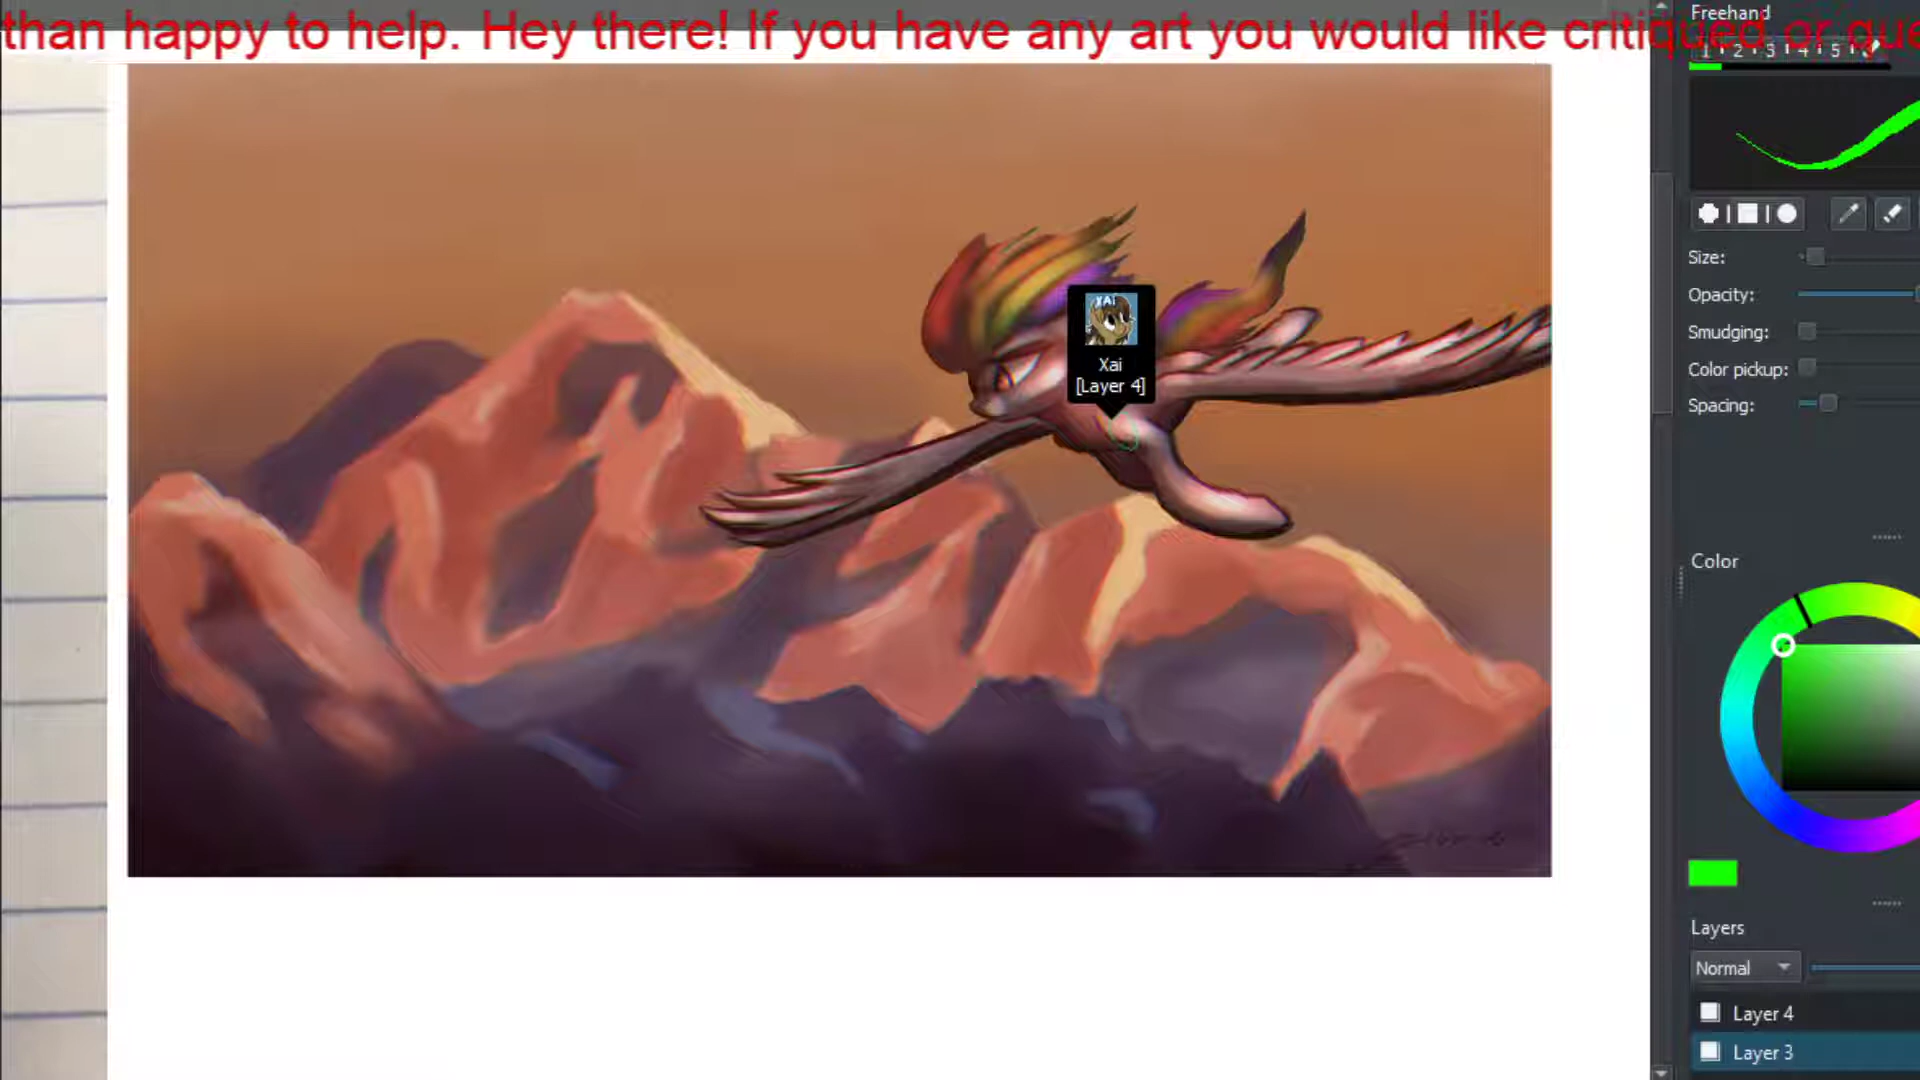 than happy to help. Hey there! If you have any art you would like critiqued or que
Freehand
1 2 3 4 5
XAi
Xai
[Layer 4]
Size:
Opacity:
Smudging:
Color pickup:
Spacing:
Color
Layers
Normal
Layer 4
Layer 3